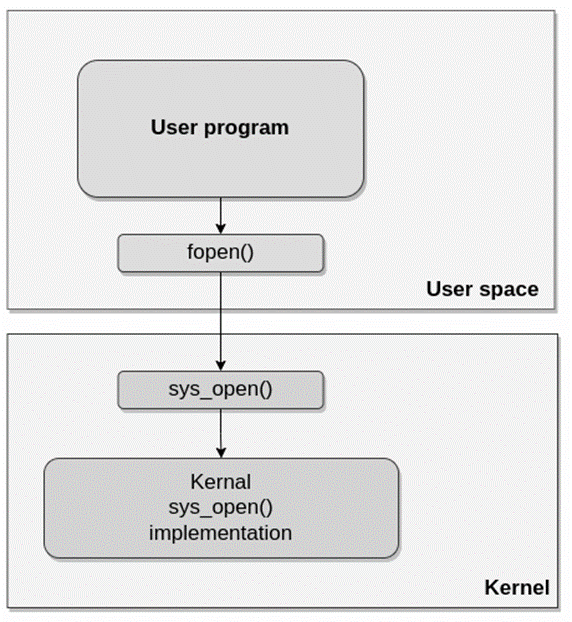 User program
fopen()
User space
sys_open()
Kernal
sys_open()
implementation
Kernel